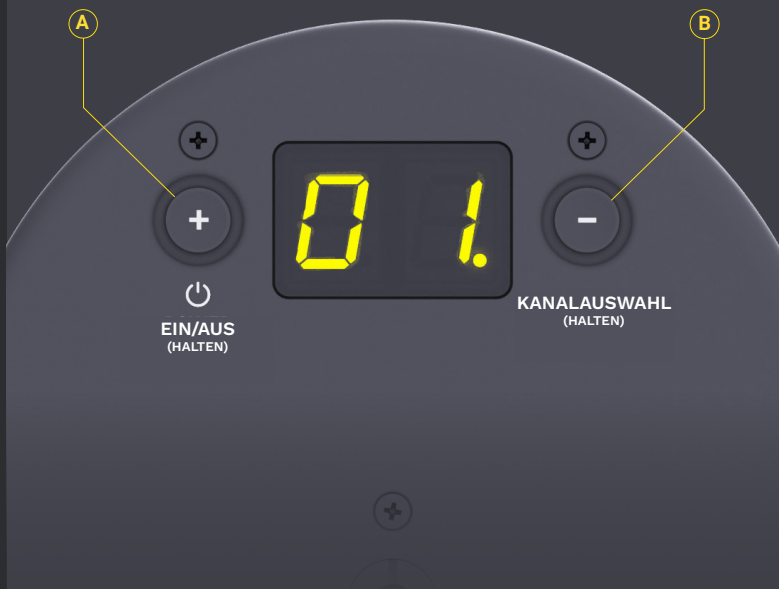 A
B
01.
+
−
EIN/AUS
(HALTEN)
KANALAUSWAHL
(HALTEN)